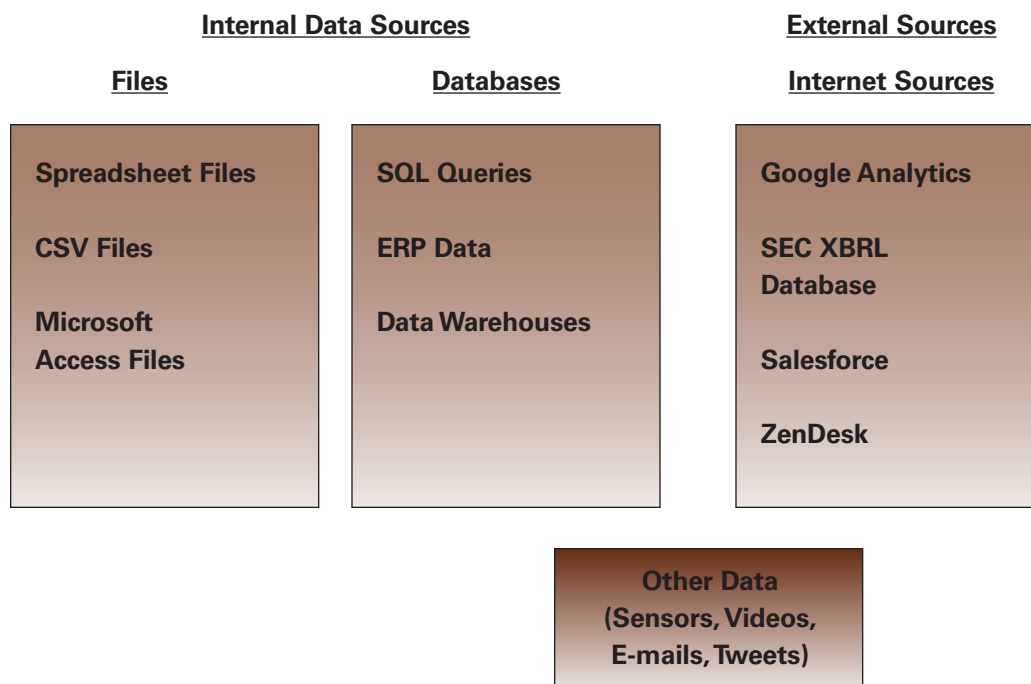 Internal Data Sources
External Sources
Files
Databases
Internet Sources
Spreadsheet Files
CSV Files
Microsoft
Access Files
SQL Queries
ERP Data
Data Warehouses
Google Analytics
SEC XBRL
Database
Salesforce
ZenDesk
Other Data
(Sensors, Videos,
E-mails, Tweets)